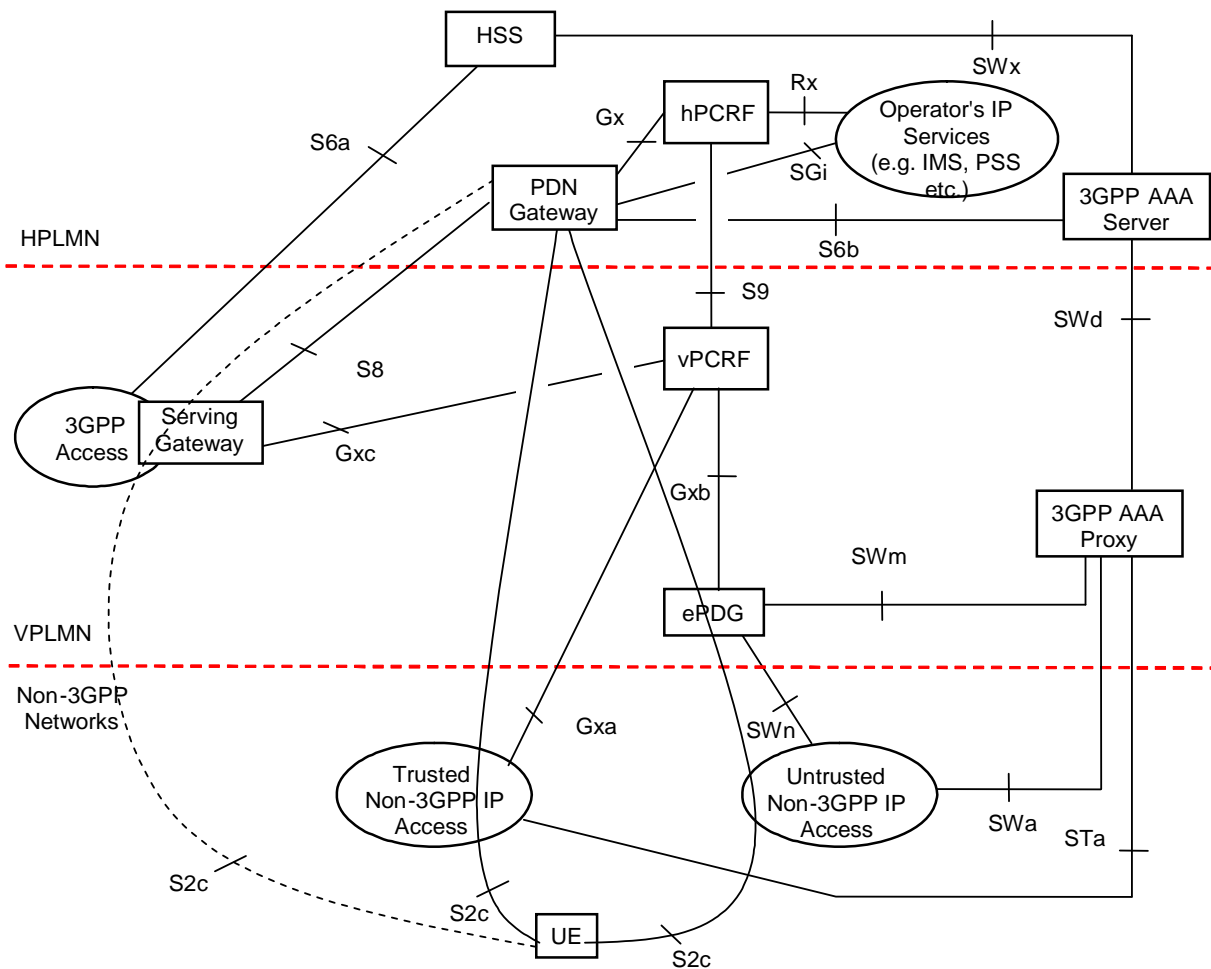 HSS
SWx
Rx
hPCRF
Gx
Operator's IP
Services
(e.g. IMS, PSS
etc.)
S6a
SGi
PDN
Gateway
3GPP AAA
Server
HPLMN
S6b
S9
SWd
vPCRF
S8
3GPP
Access
Serving
Gateway
Gxc
Gxb
3GPP AAA
Proxy
SWm
ePDG
VPLMN
Non-3GPP
Networks
Gxa
SWn
Trusted
Non-3GPP IP
Access
Untrusted
Non-3GPP IP
Access
SWa
STa
S2c
S2c
UE
S2c